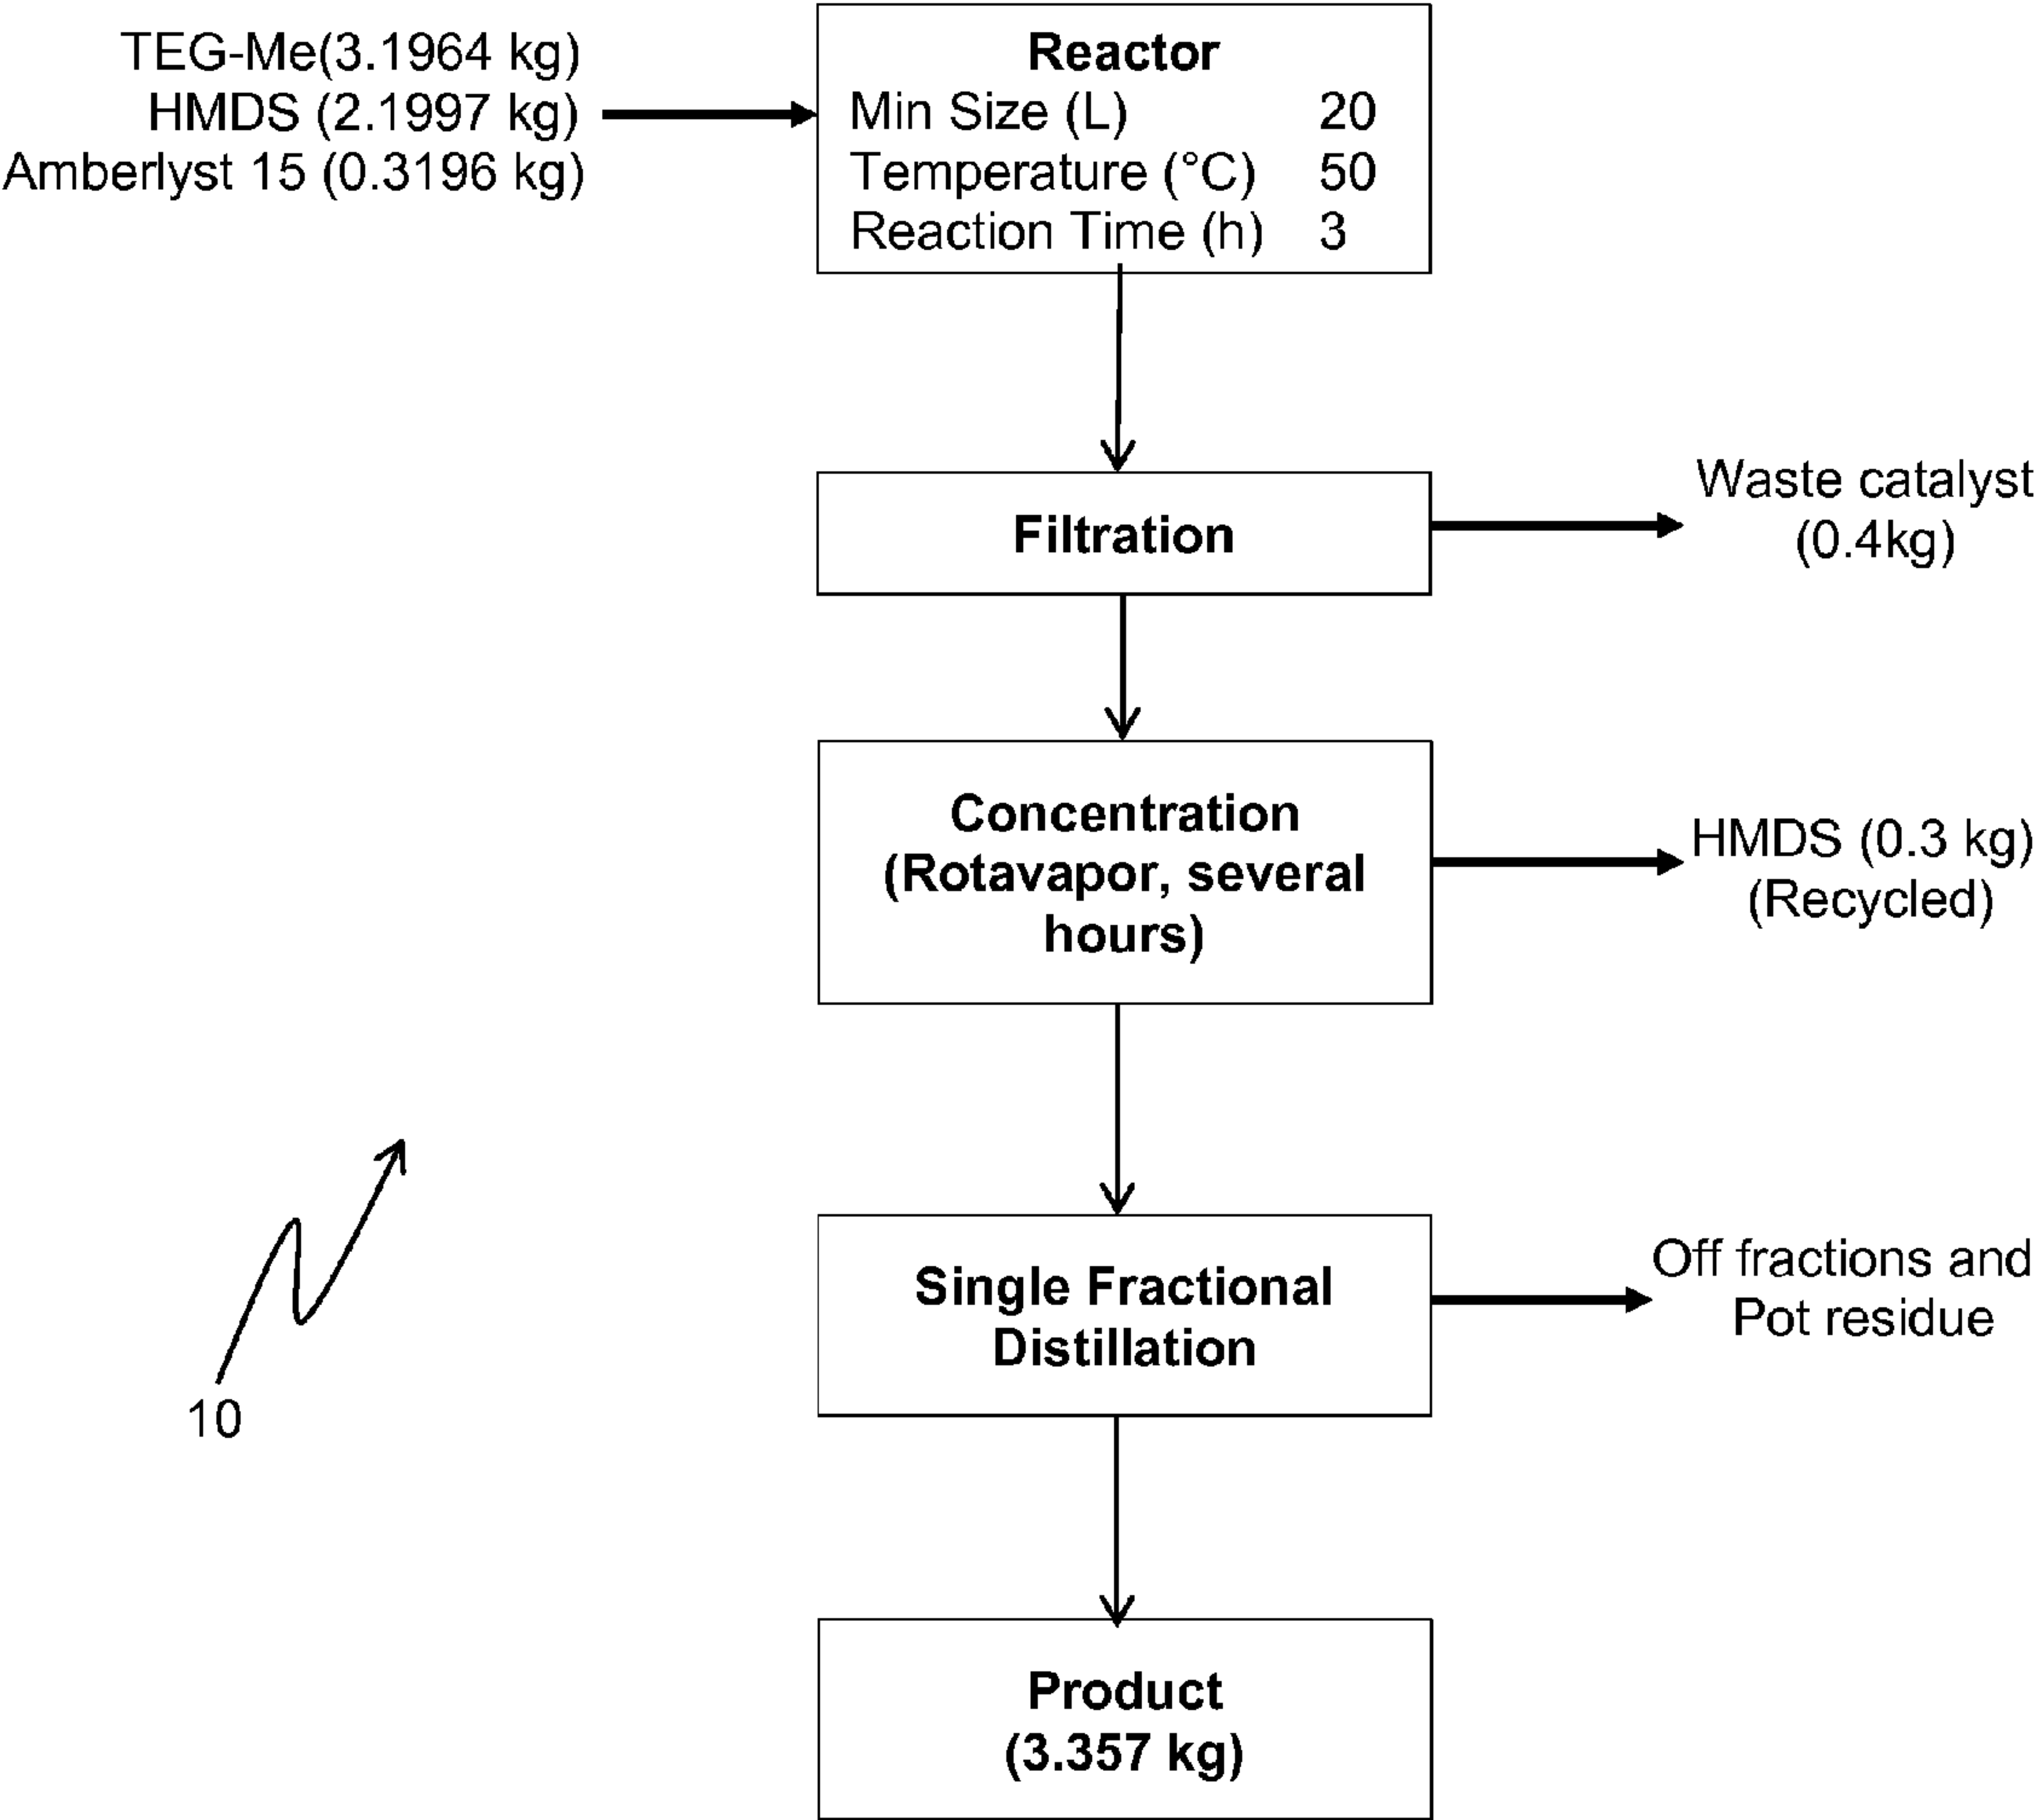 TEG-Me(3.1964 kg)
HMDS (2.1997 kg)
Amberlyst 15 (0.3196 kg)
Reactor
Min Size (L) 20
Temperature (°C) 50
Reaction Time (h) 3
Filtration
Waste catalyst
(0.4kg)
Concentration
(Rotavapor, several
hours)
HMDS (0.3 kg)
(Recycled)
Single Fractional
Distillation
Off fractions and
Pot residue
10
Product
(3.357 kg)